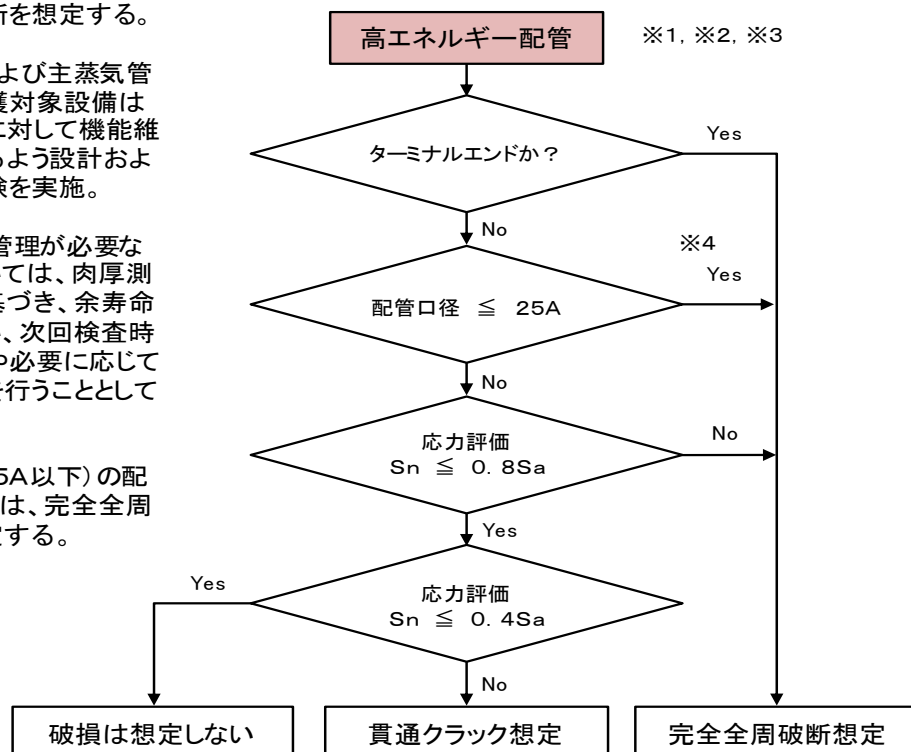 断を想定する。
よび主蒸気管
護対象設備は
に対して機能維
るよう設計およ
験を実施。
管理が必要な
いては、肉厚測
基づき、余寿命
、次回検査時
や必要に応じて
を行うこととして
5A以下）の配
は、完全全周
定する。
高エネルギー配管
※1, ※2, ※3
ターミナルエンドか？
Yes
No
※4
配管口径 ≦ 25A
Yes
No
応力評価
Sn ≦ 0.8Sa
No
Yes
応力評価
Sn ≦ 0.4Sa
Yes
No
破損は想定しない
貫通クラック想定
完全全周破断想定